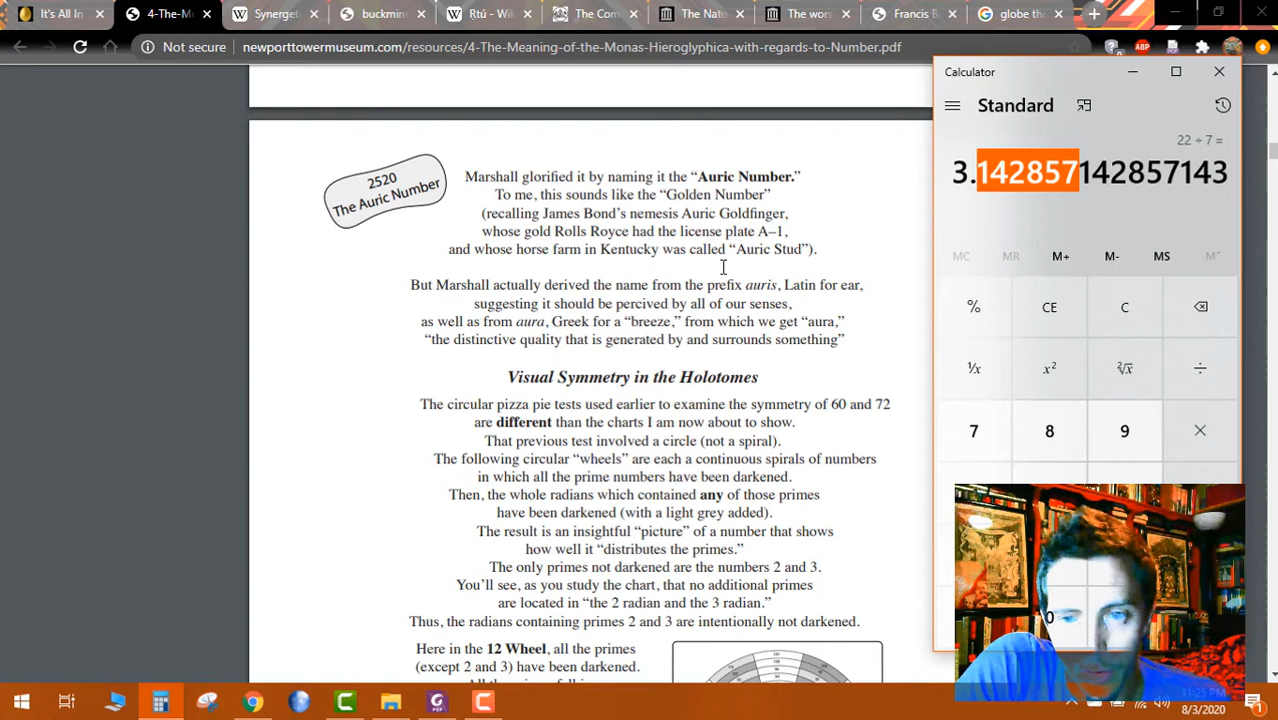 It's All In
4-The-M
Synerget
buckmins
Ṛtú - Wik
The Com
The Natu
The wors
Francis B
globe the
Not secure
newporttowermuseum.com/resources/4-The-Meaning-of-the-Monas-Hieroglyphica-with-regards-to-Number.pdf
ABP
2520
The Auric Number
Marshall glorified it by naming it the “Auric Number.”
To me, this sounds like the “Golden Number”
(recalling James Bond’s nemesis Auric Goldfinger,
whose gold Rolls Royce had the license plate A–1,
and whose horse farm in Kentucky was called “Auric Stud”).
But Marshall actually derived the name from the prefix auris, Latin for ear,
suggesting it should be percived by all of our senses,
as well as from aura, Greek for a “breeze,” from which we get “aura,”
“the distinctive quality that is generated by and surrounds something”
Visual Symmetry in the Holotomes
The circular pizza pie tests used earlier to examine the symmetry of 60 and 72
are different than the charts I am now about to show.
That previous test involved a circle (not a spiral).
The following circular “wheels” are each a continuous spirals of numbers
in which all the prime numbers have been darkened.
Then, the whole radians which contained any of those primes
have been darkened (with a light grey added).
The result is an insightful “picture” of a number that shows
how well it “distributes the primes.”
The only primes not darkened are the numbers 2 and 3.
You’ll see, as you study the chart, that no additional primes
are located in “the 2 radian and the 3 radian.”
Thus, the radians containing primes 2 and 3 are intentionally not darkened.
Here in the 12 Wheel, all the primes
(except 2 and 3) have been darkened.
Calculator
Standard
22 ÷ 7 =
3.142857142857143
MC MR M+ M- MS M˅
% CE C
¹/x x² ²√x ÷
7 8 9 ×
0
11:25 PM
8/3/2020